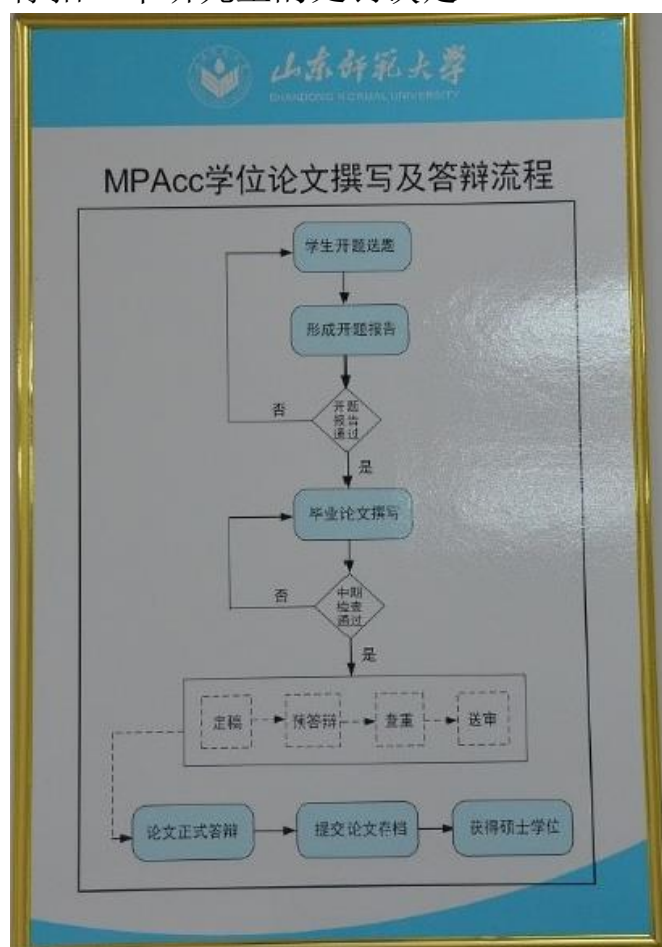 山东师范大学
SHANDONG NORMAL UNIVERSITY
MPAcc学位论文撰写及答辩流程
学生开题选题
形成开题报告
否
开题
报告
通过
是
毕业论文撰写
否
中期
检查
通过
是
定稿
预答辩
查重
送审
论文正式答辩
提交论文存档
获得硕士学位